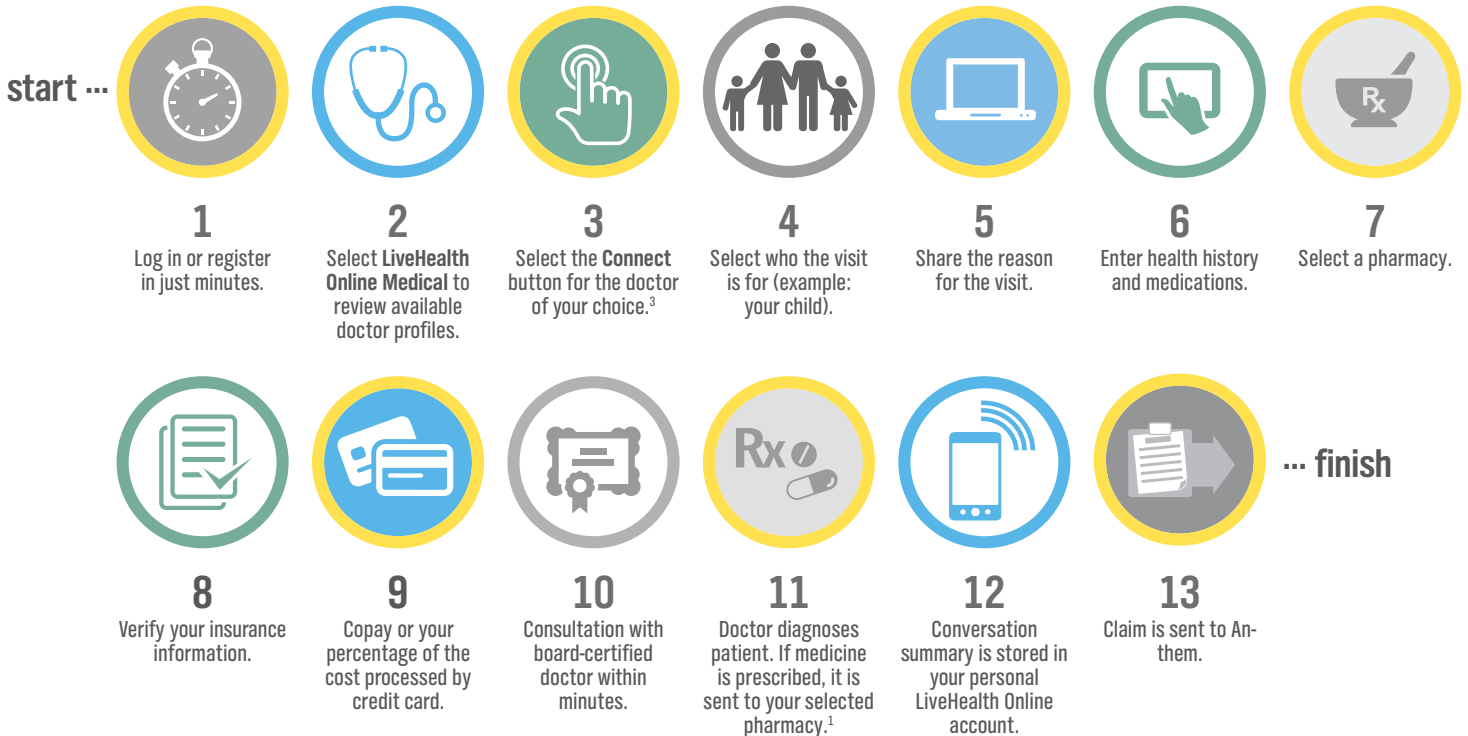 start ...
Rx
1
Log in or register
in just minutes.
2
Select LiveHealth
Online Medical to
review available
doctor profiles.
3
Select the Connect
button for the doctor
of your choice.³
4
Select who the visit
is for (example:
your child).
5
Share the reason
for the visit.
6
Enter health history
and medications.
7
Select a pharmacy.
Rx
... finish
8
Verify your insurance
information.
9
Copay or your
percentage of the
cost processed by
credit card.
10
Consultation with
board-certified
doctor within
minutes.
11
Doctor diagnoses
patient. If medicine
is prescribed, it is
sent to your selected
pharmacy.¹
12
Conversation
summary is stored in
your personal
LiveHealth Online
account.
13
Claim is sent to An-
them.